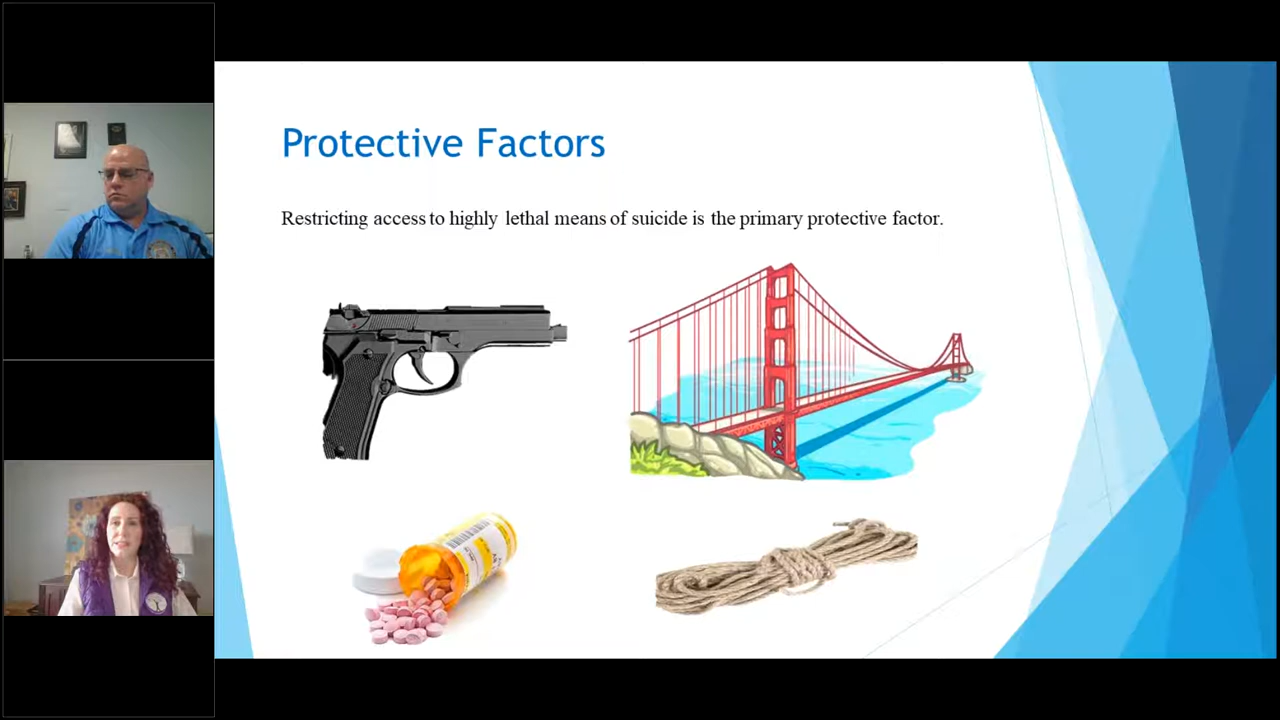 Protective Factors
Restricting access to highly lethal means of suicide is the primary protective factor.